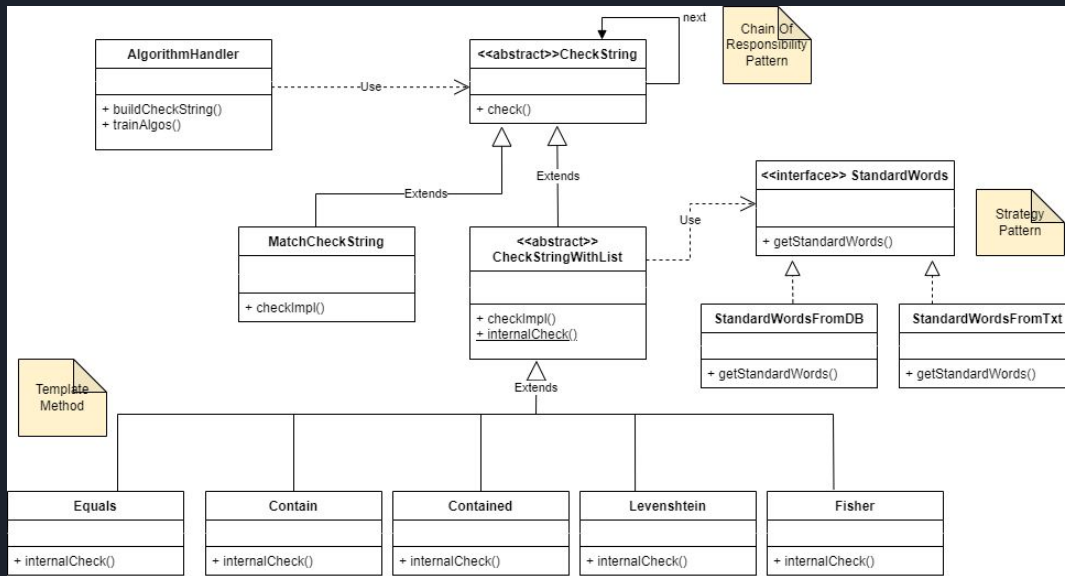 next
Chain Of
Responsibility
Pattern
AlgorithmHandler
+ buildCheckString()
+ trainAlgos()
Use
<<abstract>>CheckString
+ check()
Extends
Extends
<<interface>> StandardWords
+ getStandardWords()
Strategy
Pattern
Use
MatchCheckString
+ checkImpl()
<<abstract>>
CheckStringWithList
+ checkImpl()
+ internalCheck()
StandardWordsFromDB
+ getStandardWords()
StandardWordsFromTxt
+ getStandardWords()
Template
Method
Extends
Equals
+ internalCheck()
Contain
+ internalCheck()
Contained
+ internalCheck()
Levenshtein
+ internalCheck()
Fisher
+ internalCheck()